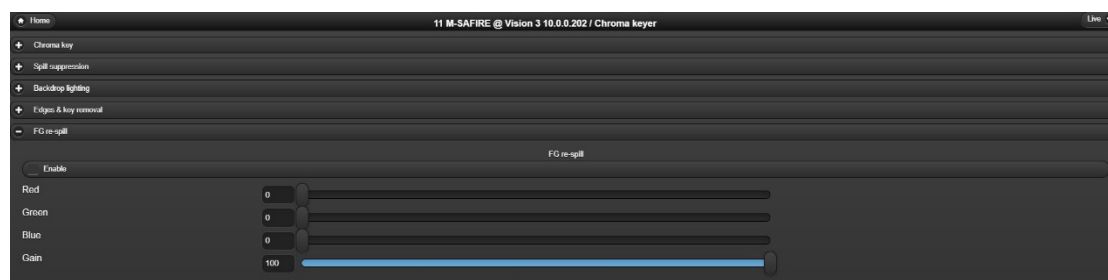 Home
11 M-SAFIRE @ Vision 3 10.0.0.202 / Chroma keyer
Live
Chroma key
Spill suppression
Backdrop lighting
Edges & key removal
FG re-spill
FG re-spill
Enable
Red 0
Green 0
Blue 0
Gain 100